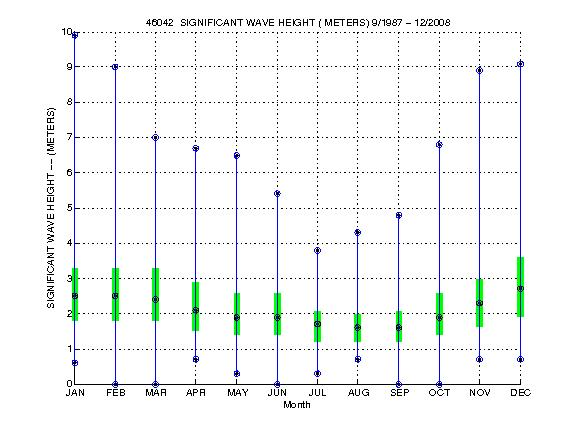 46042 SIGNIFICANT WAVE HEIGHT ( METERS) 9/1987 – 12/2008
10
9
8
7
6
5
4
3
2
1
0
SIGNIFICANT WAVE HEIGHT –– (METERS)
JAN FEB MAR APR MAY JUN JUL AUG SEP OCT NOV DEC
Month